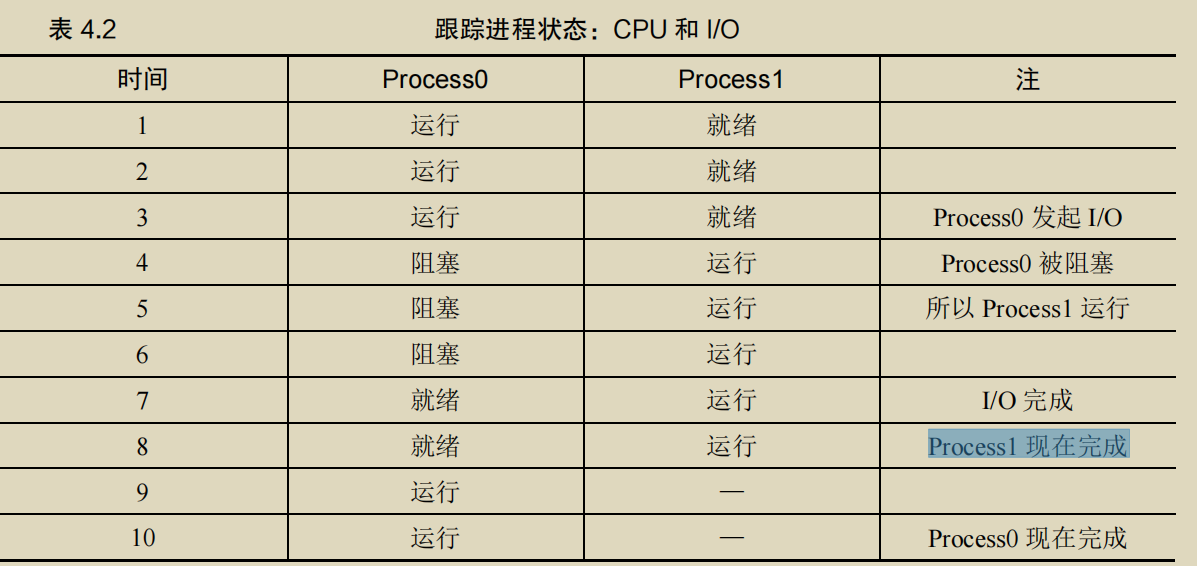 表 4.2 跟踪进程状态：CPU 和 I/O
时间 Process0 Process1 注
1 运行 就绪
2 运行 就绪
3 运行 就绪 Process0 发起 I/O
4 阻塞 运行 Process0 被阻塞
5 阻塞 运行 所以 Process1 运行
6 阻塞 运行
7 就绪 运行 I/O 完成
8 就绪 运行 Process1 现在完成
9 运行 —
10 运行 — Process0 现在完成